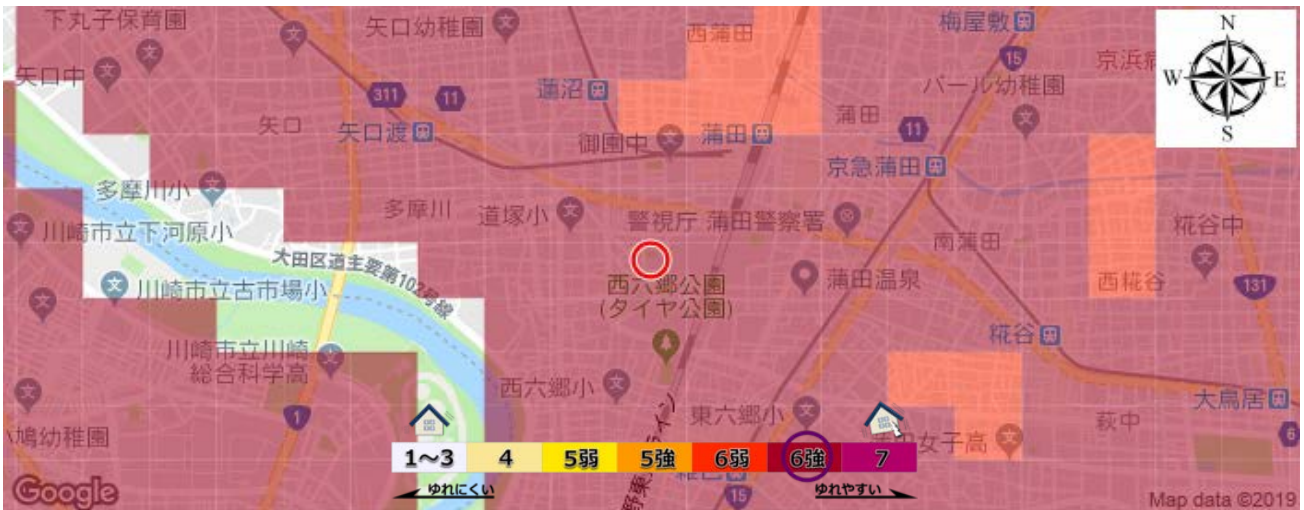 下丸子保育園
矢口幼稚園
西蒲田
梅屋敷
15
京浜病
N
W
E
S
矢口中
311
11
蓮沼
パール幼稚園
矢口
矢口渡
御園中
蒲田
蒲田
11
京急蒲田
多摩川小
多摩川
道塚小
警視庁 蒲田警察署
糀谷中
川崎市立下河原小
南蒲田
大田区道主要第102号線
西六郷公園
(タイヤ公園)
蒲田温泉
西糀谷
131
川崎市立古市場小
糀谷
川崎市立川崎
総合科学高
西六郷小
東六郷小
大鳥居
1
萩中
小鳩幼稚園
女子高
6
1～3
4
5弱
5強
6弱
6強
7
ゆれにくい
ゆれやすい
15
Google
Map data ©2019